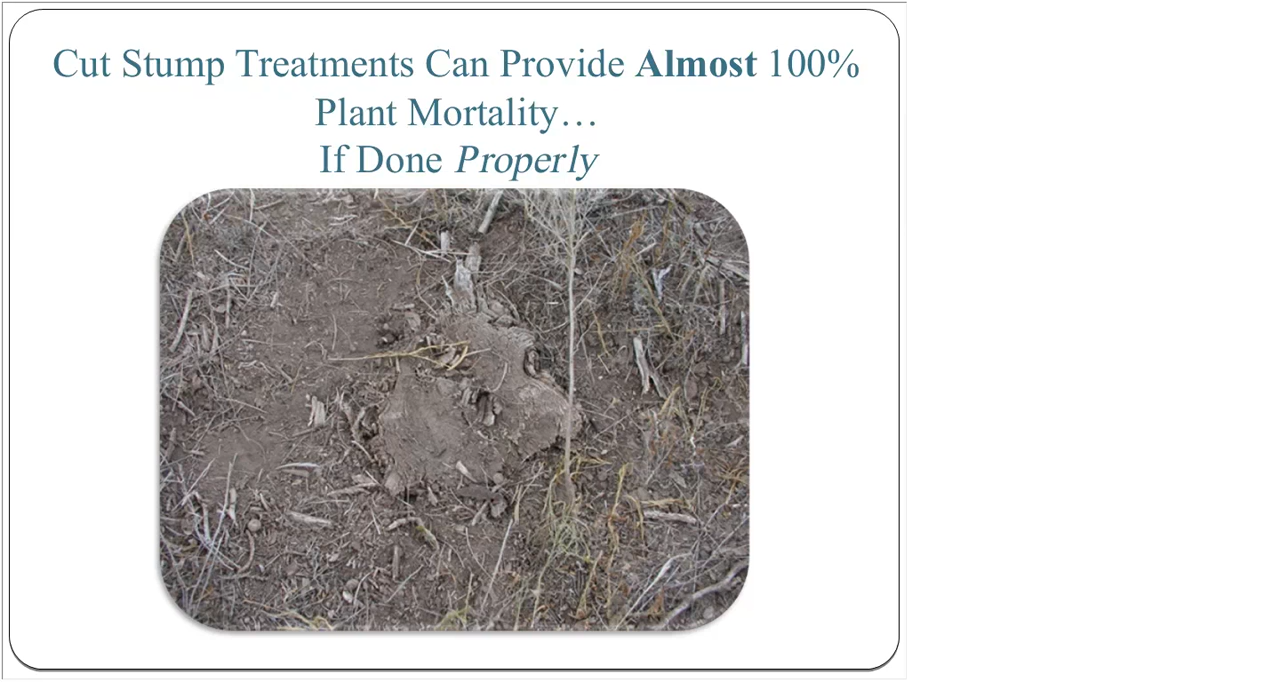 Cut Stump Treatments Can Provide Almost 100%
Plant Mortality…
If Done Properly